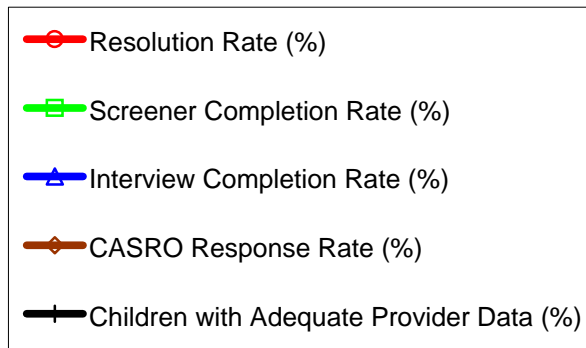 Resolution Rate (%)
Screener Completion Rate (%)
Interview Completion Rate (%)
CASRO Response Rate (%)
Children with Adequate Provider Data (%)